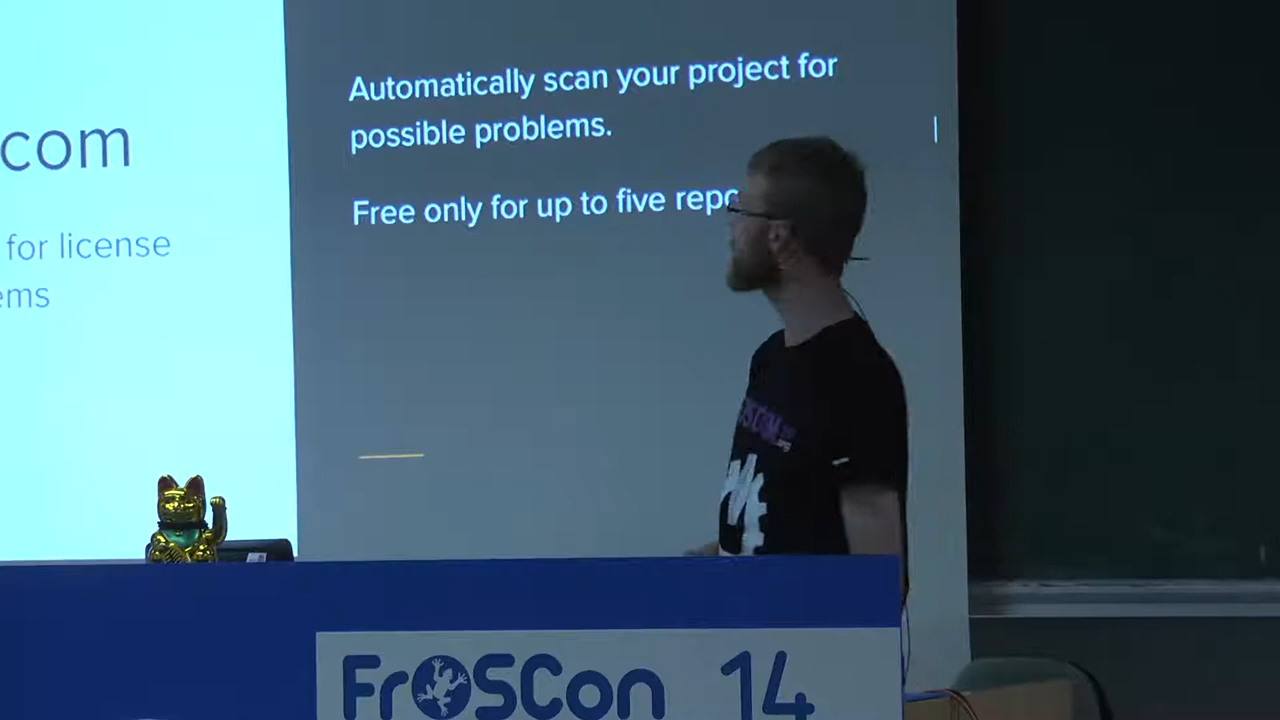 com
for license
ems
Automatically scan your project for
possible problems.
Free only for up to five repo
FrOSCon 14